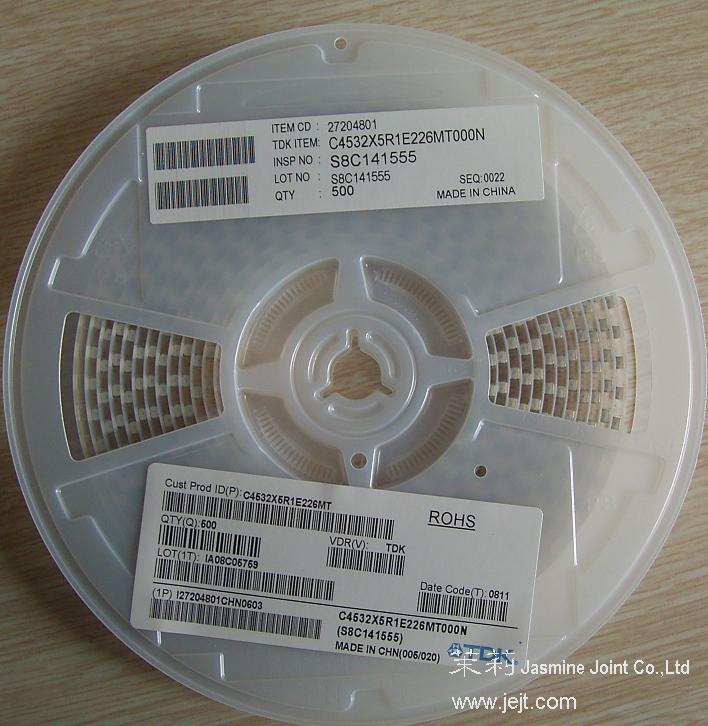 ITEM CD : 27204801
TDK ITEM: C4532X5R1E226MT000N
INSP NO : S8C141555
LOT NO : S8C141555 SEQ:0022
QTY : 500 MADE IN CHINA
Cust Prod ID(P): C4532X5R1E226MT
ROHS
QTY(Q): 500
VDR(V): TDK
LOT(1T): IA08C05759
Date Code(T): 0811
(1P) I27204801CHN0603
C4532X5R1E226MT000N
(S8C141555)
MADE IN CHN(005/020)
TDK
茉莉 Jasmine Joint Co.,Ltd
www.jejt.com